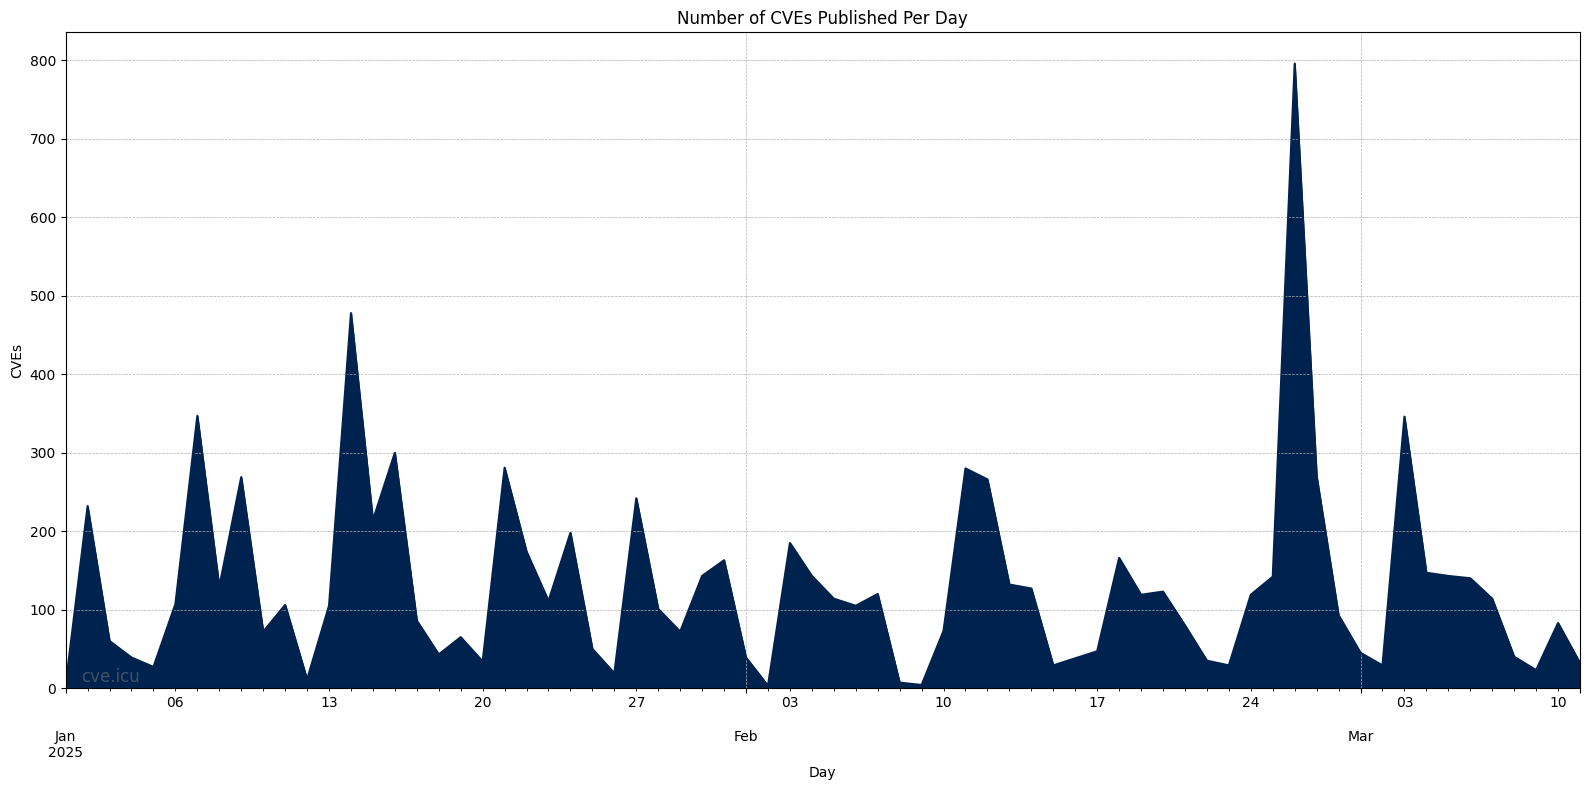 Number of CVEs Published Per Day
800
700
600
500
400
300
200
100
0
CVEs
cve.icu
06 13 20 27 03 10 17 24 03 10
Jan Feb Mar
2025
Day